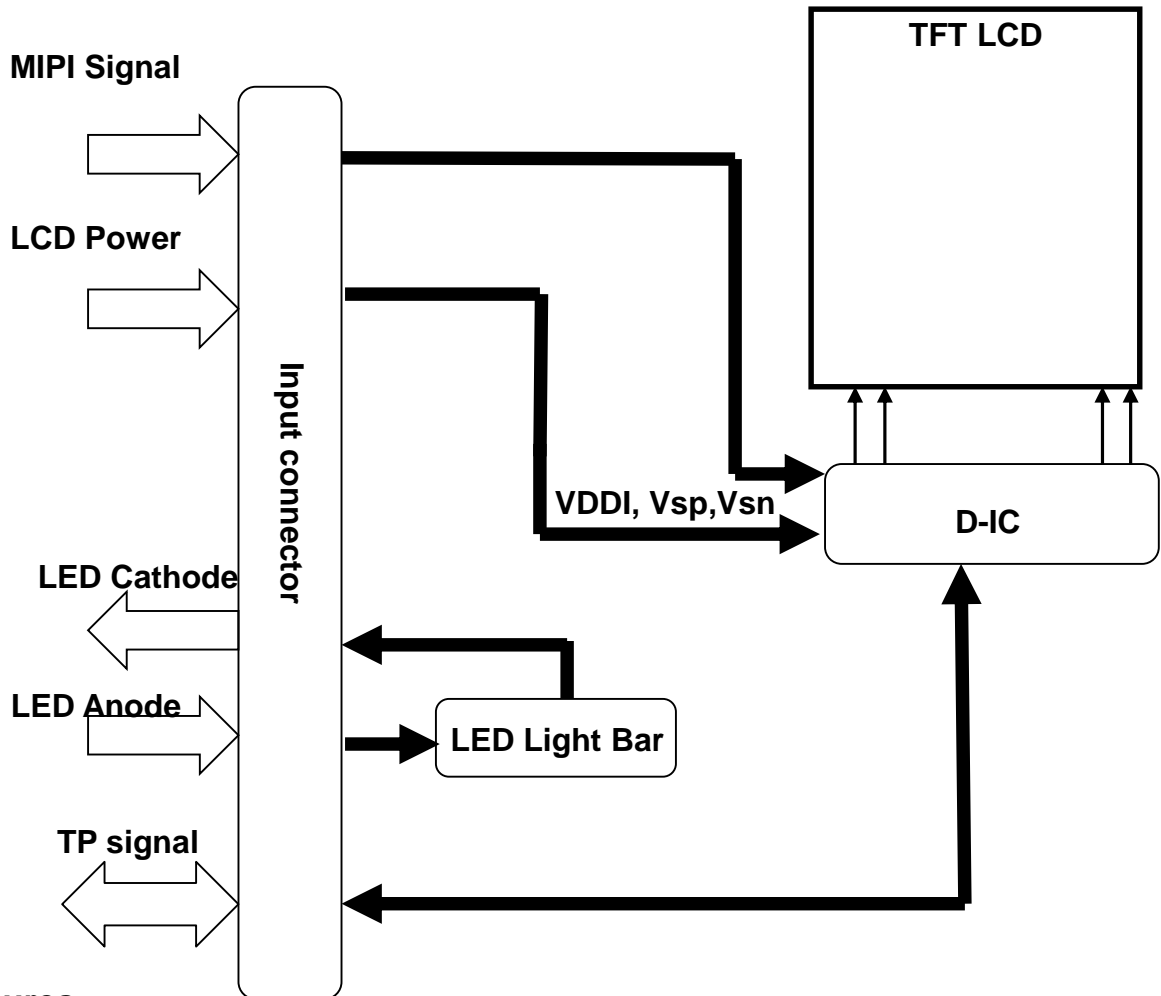 TFT LCD
MIPI Signal
LCD Power
Input connector
VDDI, Vsp,Vsn
D-IC
LED Cathode
LED Anode
LED Light Bar
TP signal